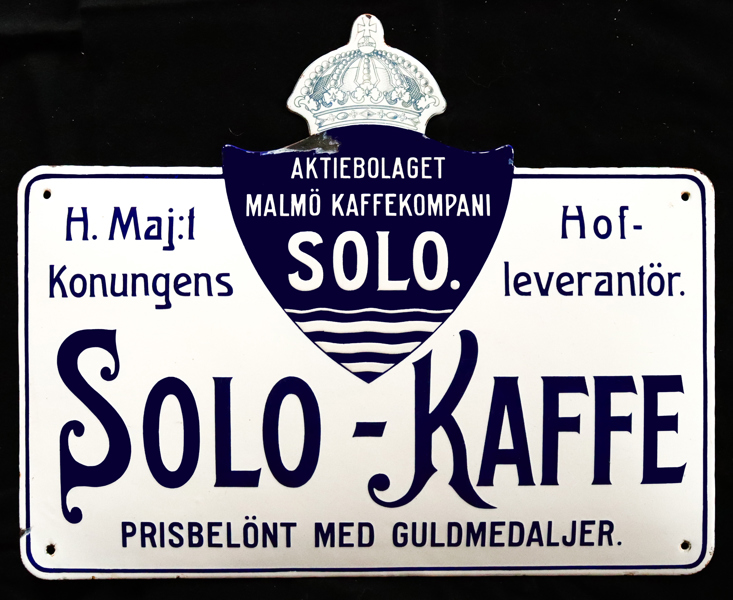 AKTIEBOLAGET
MALMÖ KAFFEKOMPANI
SOLO.
H. Maj:t
Konungens
Hof-
leverantör.
SOLO-KAFFE
PRISBELÖNT MED GULDMEDALJER.